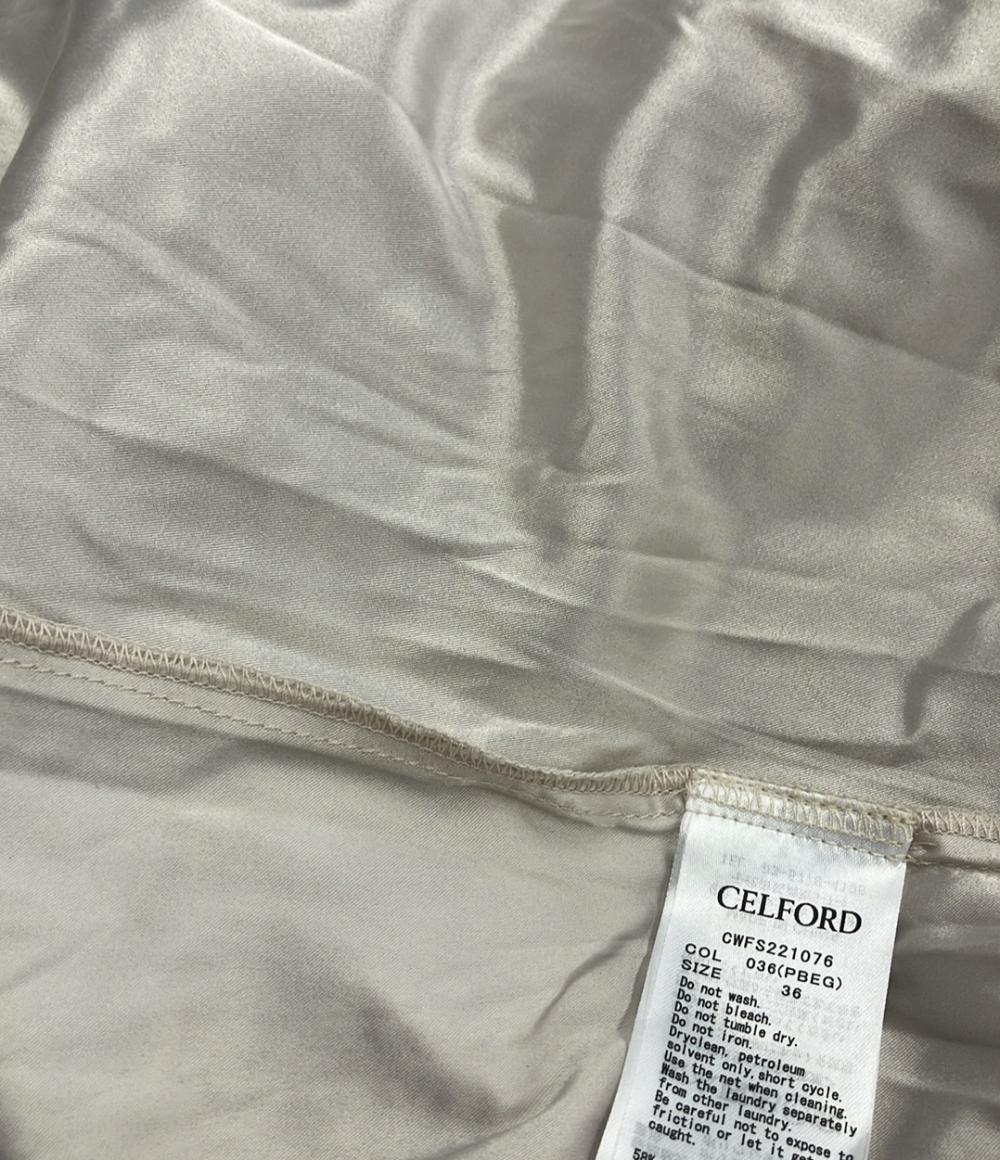 CELFORD
CWFS221076
COL 036(PBEG)
SIZE 36
Do not wash.
Do not bleach.
Do not tumble dry.
Do not iron.
Dryclean, petroleum
solvent only, short cycle.
Use the net when cleaning.
Wash the laundry separately
from other laundry.
Be careful not to expose to
friction or let it get
caught.
58%